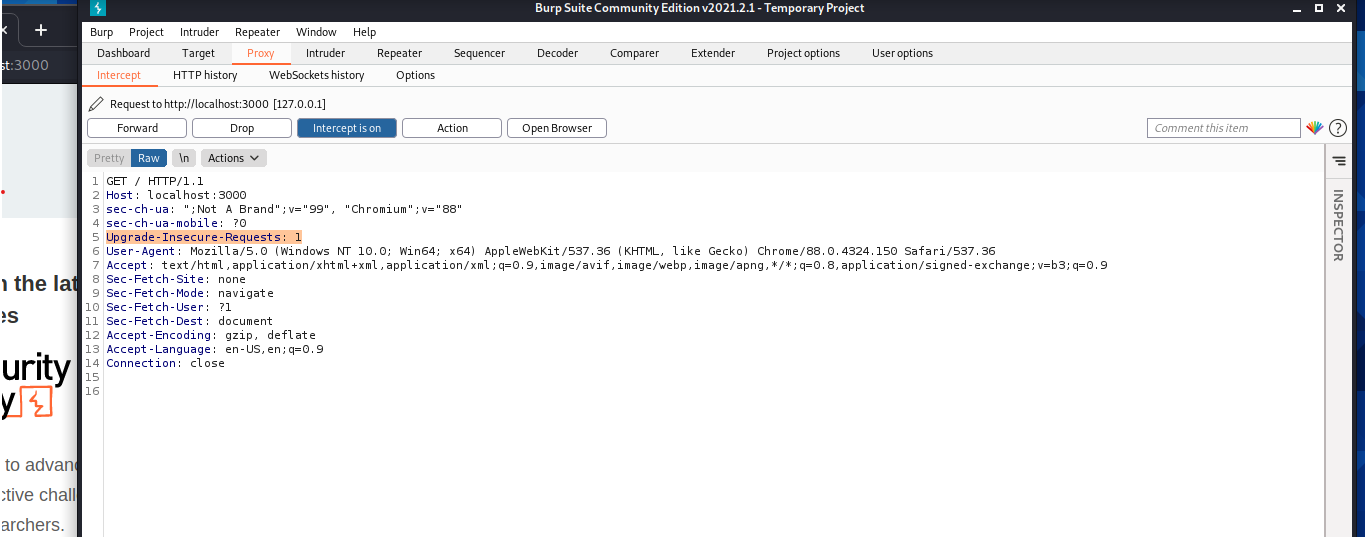 Burp Suite Community Edition v2021.2.1 - Temporary Project
Burp Project Intruder Repeater Window Help
Dashboard Target Proxy Intruder Repeater Sequencer Decoder Comparer Extender Project options User options
Intercept HTTP history WebSockets history Options
Request to http://localhost:3000 [127.0.0.1]
Forward Drop Intercept is on Action Open Browser Comment this item
Pretty Raw \n Actions
1 GET / HTTP/1.1
2 Host: localhost:3000
3 sec-ch-ua: ";Not A Brand";v="99", "Chromium";v="88"
4 sec-ch-ua-mobile: ?0
5 Upgrade-Insecure-Requests: 1
6 User-Agent: Mozilla/5.0 (Windows NT 10.0; Win64; x64) AppleWebKit/537.36 (KHTML, like Gecko) Chrome/88.0.4324.150 Safari/537.36
7 Accept: text/html,application/xhtml+xml,application/xml;q=0.9,image/avif,image/webp,image/apng,*/*;q=0.8,application/signed-exchange;v=b3;q=0.9
8 Sec-Fetch-Site: none
9 Sec-Fetch-Mode: navigate
10 Sec-Fetch-User: ?1
11 Sec-Fetch-Dest: document
12 Accept-Encoding: gzip, deflate
13 Accept-Language: en-US,en;q=0.9
14 Connection: close
15
16
INSPECTOR
st:3000
n the lat
es
urity
y
to advanc
ctive chall
archers.